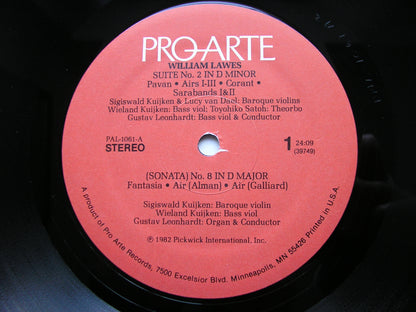 PRO ARTE
WILLIAM LAWES
SUITE No. 2 IN D MINOR
Pavan • Airs I-III • Corant •
Sarabands I&II
Sigiswald Kuijken & Lucy van Dael: Baroque violins
Wieland Kuijken: Bass viol: Toyohiko Satoh: Theorbo
Gustav Leonhardt: Bass viol & Conductor
PAL-1061-A
STEREO
1 24:09
(39749)
(SONATA) No. 8 IN D MAJOR
Fantasia • Air (Alman) • Air (Galliard)
Sigiswald Kuijken: Baroque violin
Wieland Kuijken: Bass viol
Gustav Leonhardt: Organ & Conductor
℗ 1982 Pickwick International, Inc.
A product of Pro Arte Records, 7500 Excelsior Blvd. Minneapolis, MN 55426 Printed in U.S.A.